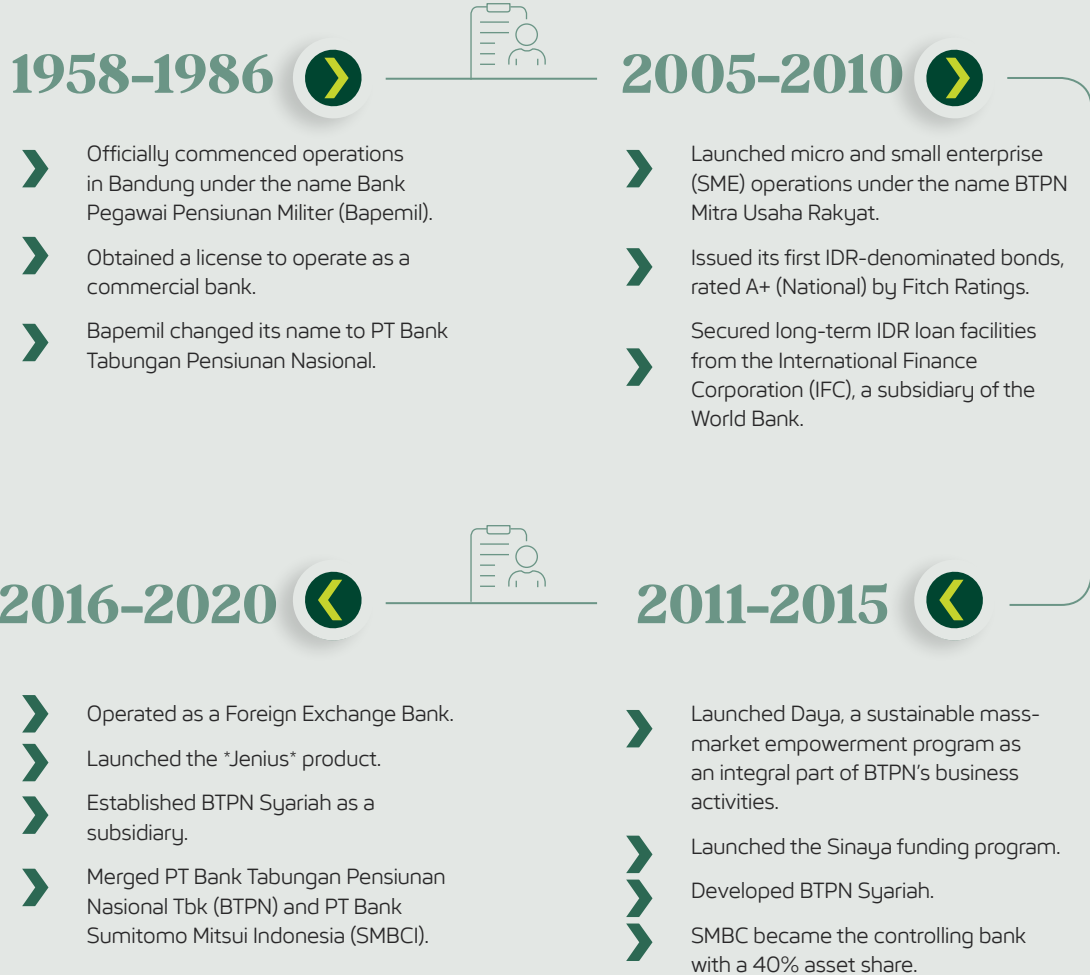 1958-1986
Officially commenced operations
in Bandung under the name Bank
Pegawai Pensiunan Militer (Bapemil).
Obtained a license to operate as a
commercial bank.
Bapemil changed its name to PT Bank
Tabungan Pensiunan Nasional.
2005-2010
Launched micro and small enterprise
(SME) operations under the name BTPN
Mitra Usaha Rakyat.
Issued its first IDR-denominated bonds,
rated A+ (National) by Fitch Ratings.
Secured long-term IDR loan facilities
from the International Finance
Corporation (IFC), a subsidiary of the
World Bank.
2011-2015
Launched Daya, a sustainable mass-
market empowerment program as
an integral part of BTPN's business
activities.
Launched the Sinaya funding program.
Developed BTPN Syariah.
SMBC became the controlling bank
with a 40% asset share.
2016-2020
Operated as a Foreign Exchange Bank.
Launched the *Jenius* product.
Established BTPN Syariah as a
subsidiary.
Merged PT Bank Tabungan Pensiunan
Nasional Tbk (BTPN) and PT Bank
Sumitomo Mitsui Indonesia (SMBCI).